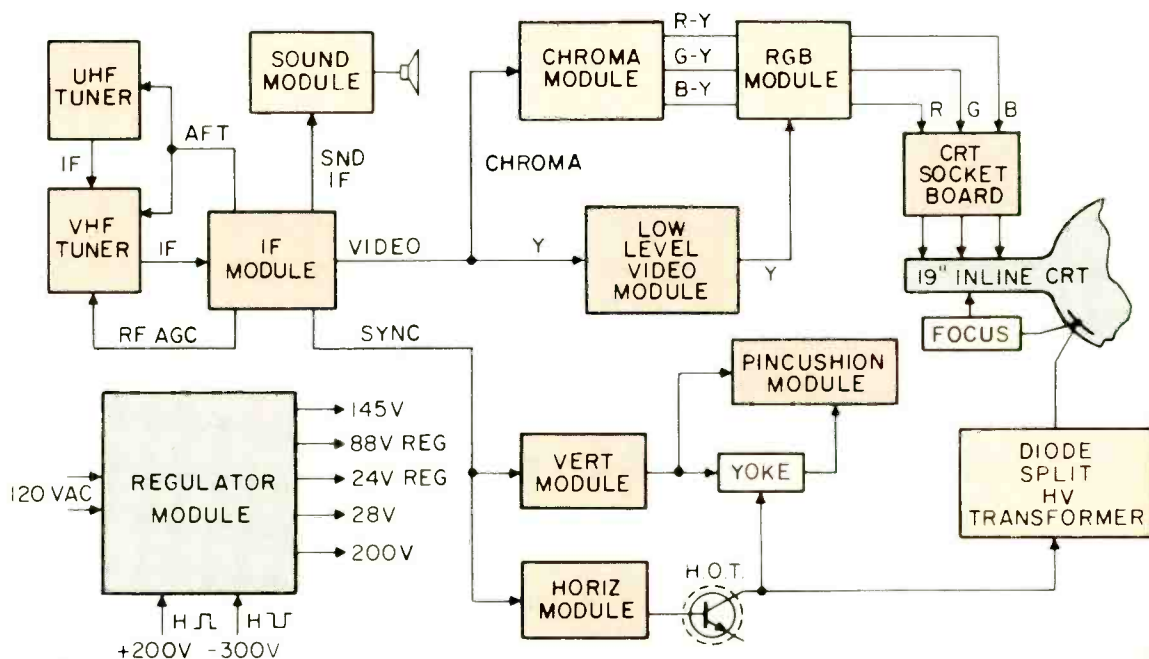 UHF
TUNER
IF
VHF
TUNER
AFT
IF
RF AGC
SOUND
MODULE
SND
IF
IF
MODULE
VIDEO
SYNC
CHROMA
Y
CHROMA
MODULE
R-Y
G-Y
B-Y
RGB
MODULE
LOW
LEVEL
VIDEO
MODULE
Y
R G B
CRT
SOCKET
BOARD
19" INLINE CRT
FOCUS
PINCUSHION
MODULE
VERT
MODULE
YOKE
HORIZ
MODULE
H.O.T.
DIODE
SPLIT
HV
TRANSFORMER
120 VAC
REGULATOR
MODULE
145V
88V REG
24V REG
28V
200V
H H
+200V -300V